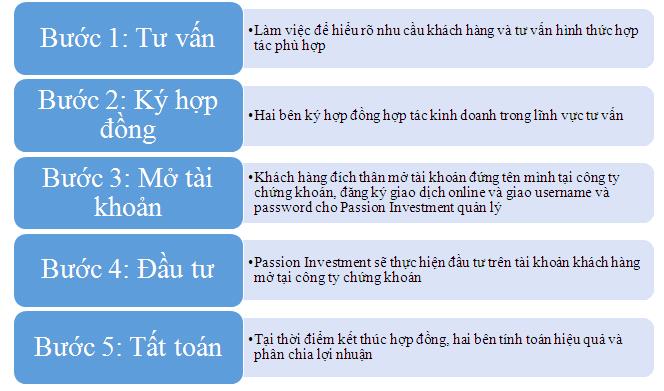 Bước 1: Tư vấn
•Làm việc để hiểu rõ nhu cầu khách hàng và tư vấn hình thức hợp
tác phù hợp
Bước 2: Ký hợp
đồng
•Hai bên ký hợp đồng hợp tác kinh doanh trong lĩnh vực tư vấn
Bước 3: Mở tài
khoản
•Khách hàng đích thân mở tài khoản đứng tên mình tại công ty
chứng khoán, đăng ký giao dịch online và giao username và
password cho Passion Investment quản lý
Bước 4: Đầu tư
•Passion Investment sẽ thực hiện đầu tư trên tài khoản khách hàng
mở tại công ty chứng khoán
Bước 5: Tất toán
•Tại thời điểm kết thúc hợp đồng, hai bên tính toán hiệu quả và
phân chia lợi nhuận